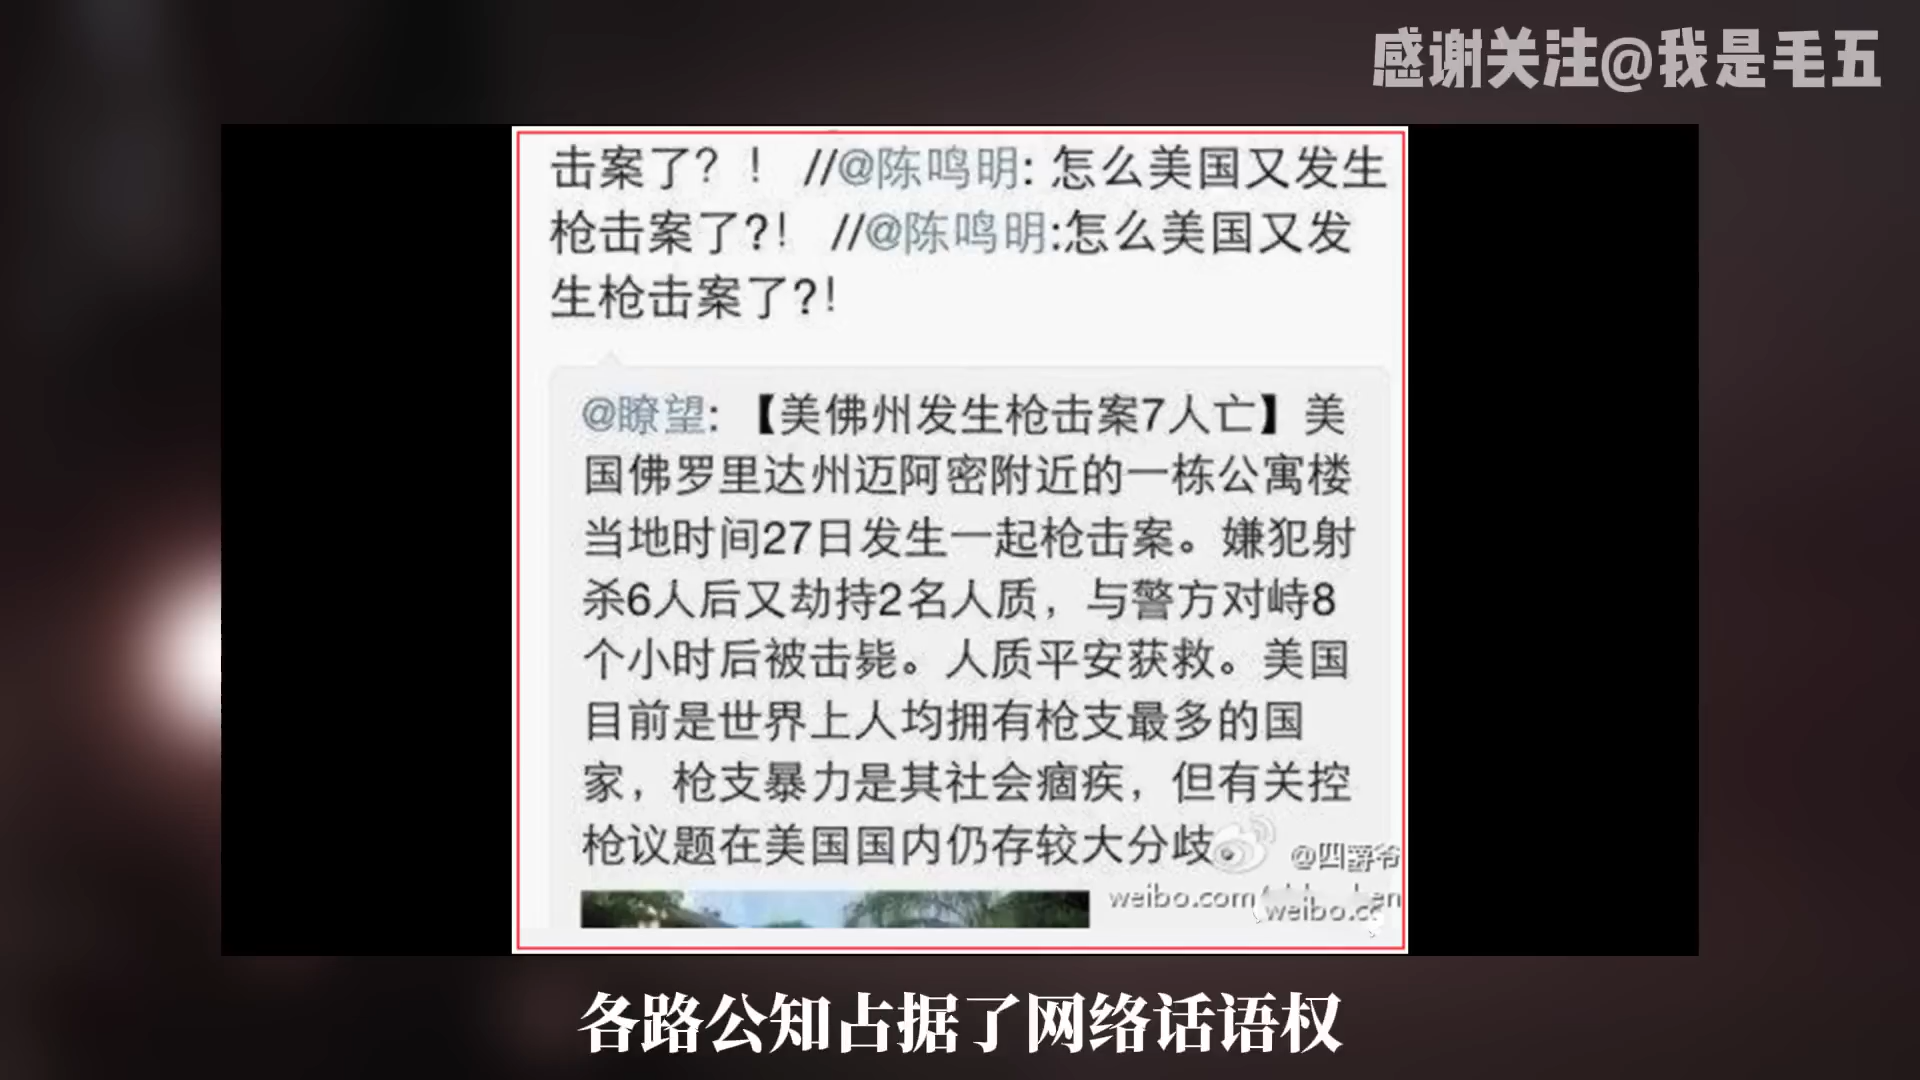 感谢关注@我是毛五
击案了？！ //@陈鸣明: 怎么美国又发生
枪击案了?! //@陈鸣明:怎么美国又发
生枪击案了?!
@瞭望: 【美佛州发生枪击案7人亡】美
国佛罗里达州迈阿密附近的一栋公寓楼
当地时间27日发生一起枪击案。嫌犯射
杀6人后又劫持2名人质，与警方对峙8
个小时后被击毙。人质平安获救。美国
目前是世界上人均拥有枪支最多的国
家，枪支暴力是其社会痼疾，但有关控
枪议题在美国国内仍存较大分歧。
@四爵爷
weibo.com
weibo.co
各路公知占据了网络话语权